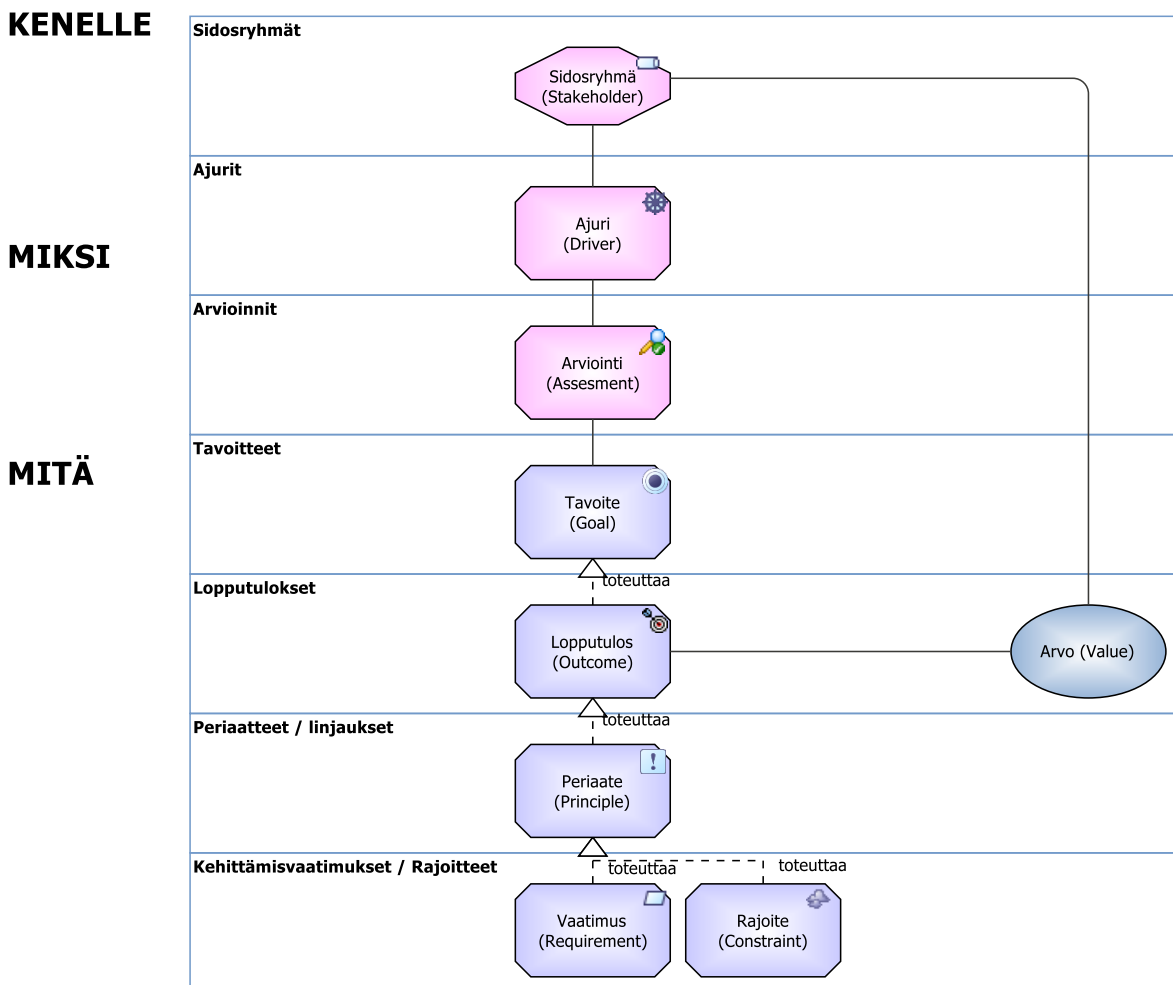 KENELLE
Sidosryhmät
Sidosryhmä
(Stakeholder)
Ajurit
Ajuri
(Driver)
MIKSI
Arvioinnit
Arviointi
(Assesment)
Tavoitteet
MITÄ
Tavoite
(Goal)
toteuttaa
Lopputulokset
Lopputulos
(Outcome)
Arvo (Value)
toteuttaa
Periaatteet / linjaukset
Periaate
(Principle)
Kehittämisvaatimukset / Rajoitteet
toteuttaa
toteuttaa
Vaatimus
(Requirement)
Rajoite
(Constraint)